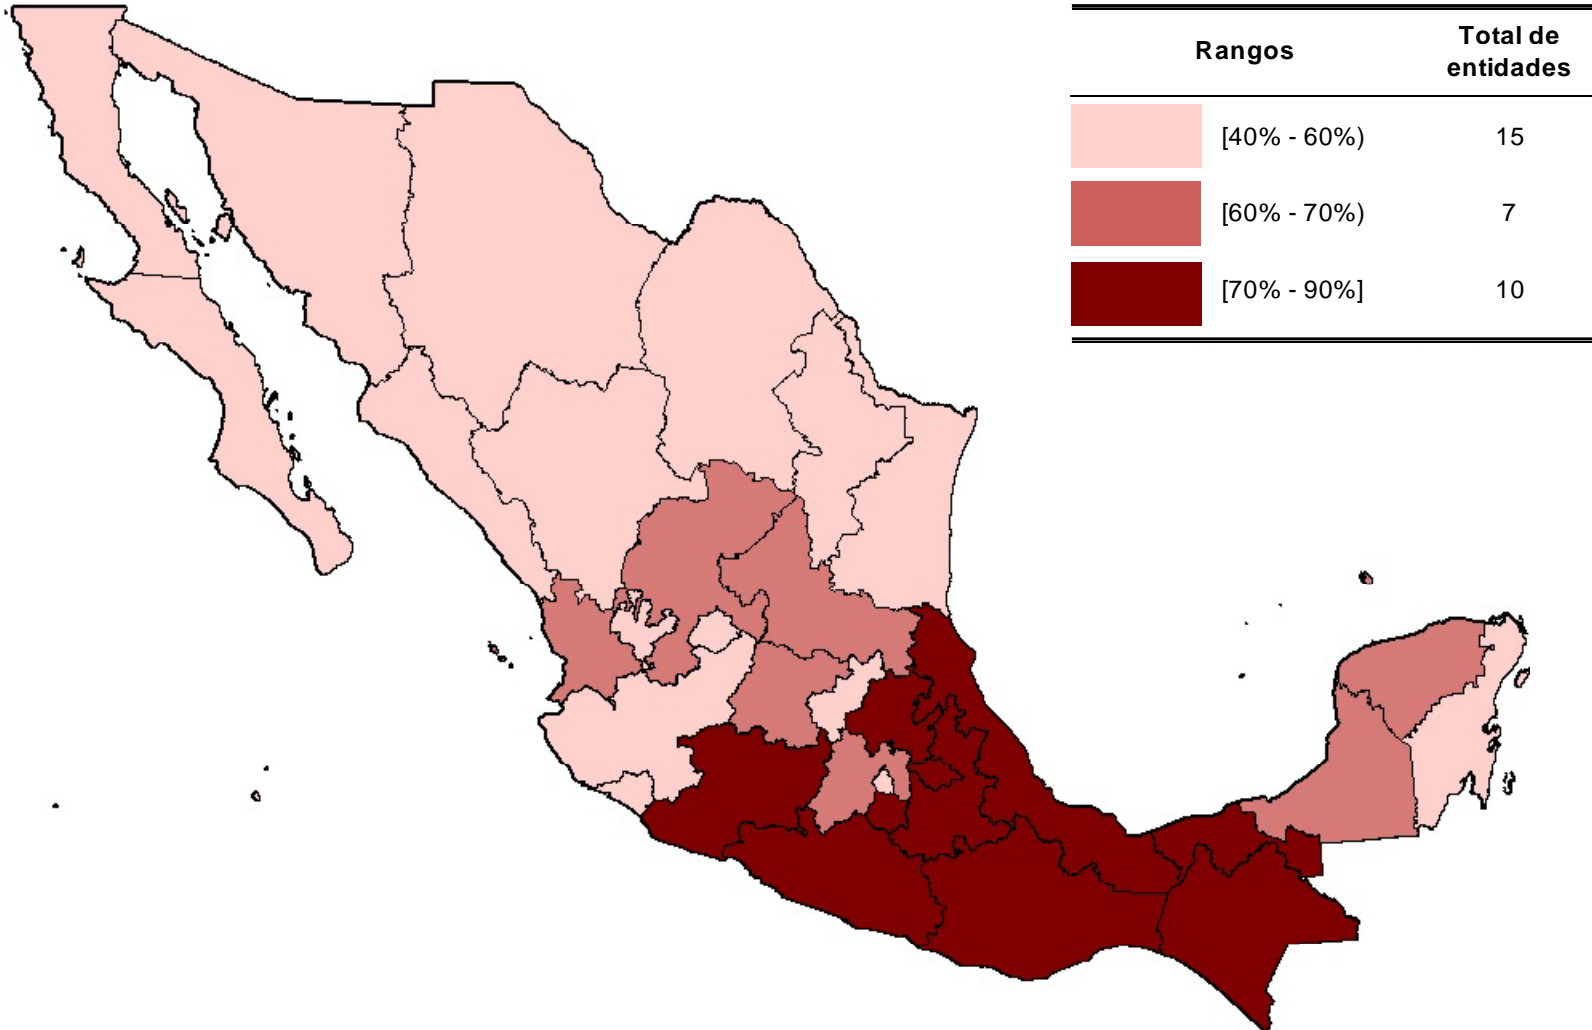 Rangos
Total de
entidades
[40% - 60%) 15
[60% - 70%) 7
[70% - 90%] 10